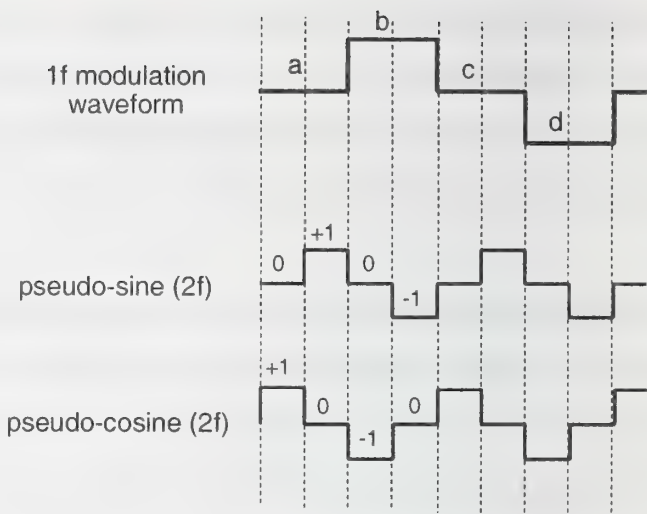 b
a
c
1f modulation
waveform
d
+1
0
0
pseudo-sine (2f)
-1
+1
0
0
pseudo-cosine (2f)
-1